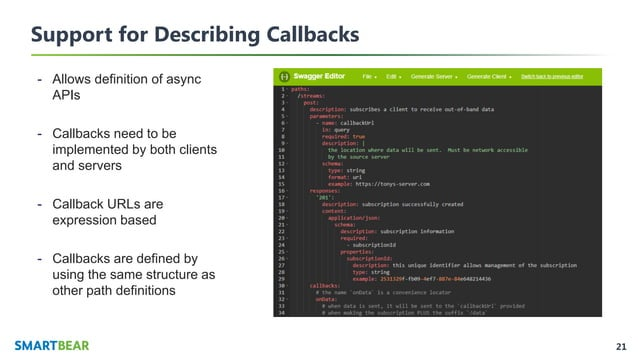 Support for Describing Callbacks
- Allows definition of async
APIs
- Callbacks need to be
implemented by both clients
and servers
- Callback URLs are
expression based
- Callbacks are defined by
using the same structure as
other path definitions
Swagger Editor File Edit Generate Server Generate Client Switch back to previous editor
1 paths:
2 /streams:
3 post:
4 description: subscribes a client to receive out-of-band data
5 parameters:
6 - name: callbackUrl
7 in: query
8 required: true
9 description: |
10 the location where data will be sent. Must be network accessible
11 by the source server
12 schema:
13 type: string
14 format: uri
15 example: https://tonys-server.com
16 responses:
17 '201':
18 description: subscription successfully created
19 content:
20 application/json:
21 schema:
22 description: subscription information
23 required:
24 - subscriptionId
25 properties:
26 subscriptionId:
27 description: this unique identifier allows management of the subscription
28 type: string
29 example: 2531329f-fb09-4ef7-887e-84e648214436
30 callbacks:
31 # the name `onData` is a convenience locator
32 onData:
33 # when data is sent, it will be sent to the `callbackUrl` provided
34 # when making the subscription PLUS the suffix `/data`
SMARTBEAR
21